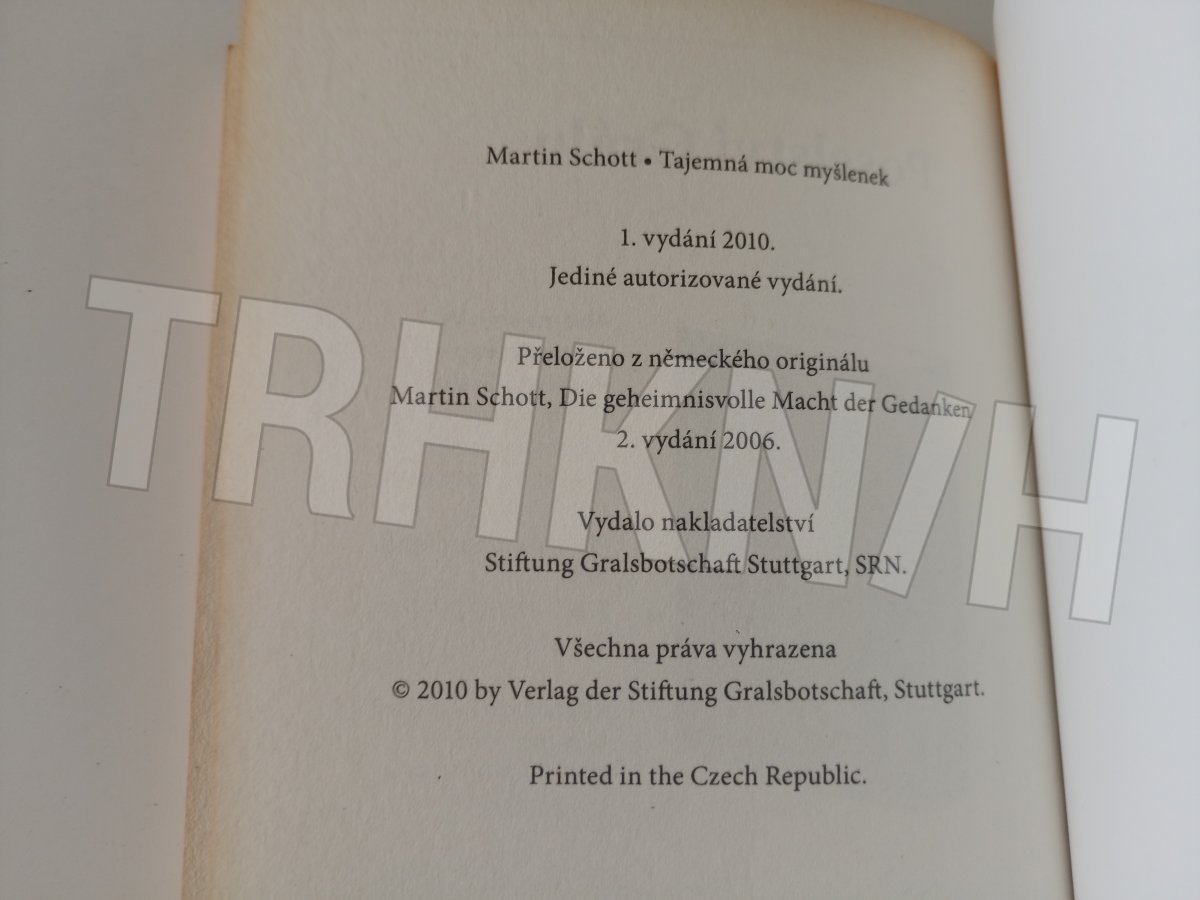 Martin Schott • Tajemná moc myšlenek
1. vydání 2010.
Jediné autorizované vydání.
Přeloženo z německého originálu
Martin Schott, Die geheimnisvolle Macht der Gedanken
2. vydání 2006.
Vydalo nakladatelství
Stiftung Gralsbotschaft Stuttgart, SRN.
Všechna práva vyhrazena
© 2010 by Verlag der Stiftung Gralsbotschaft, Stuttgart.
Printed in the Czech Republic.
TRHKN/H